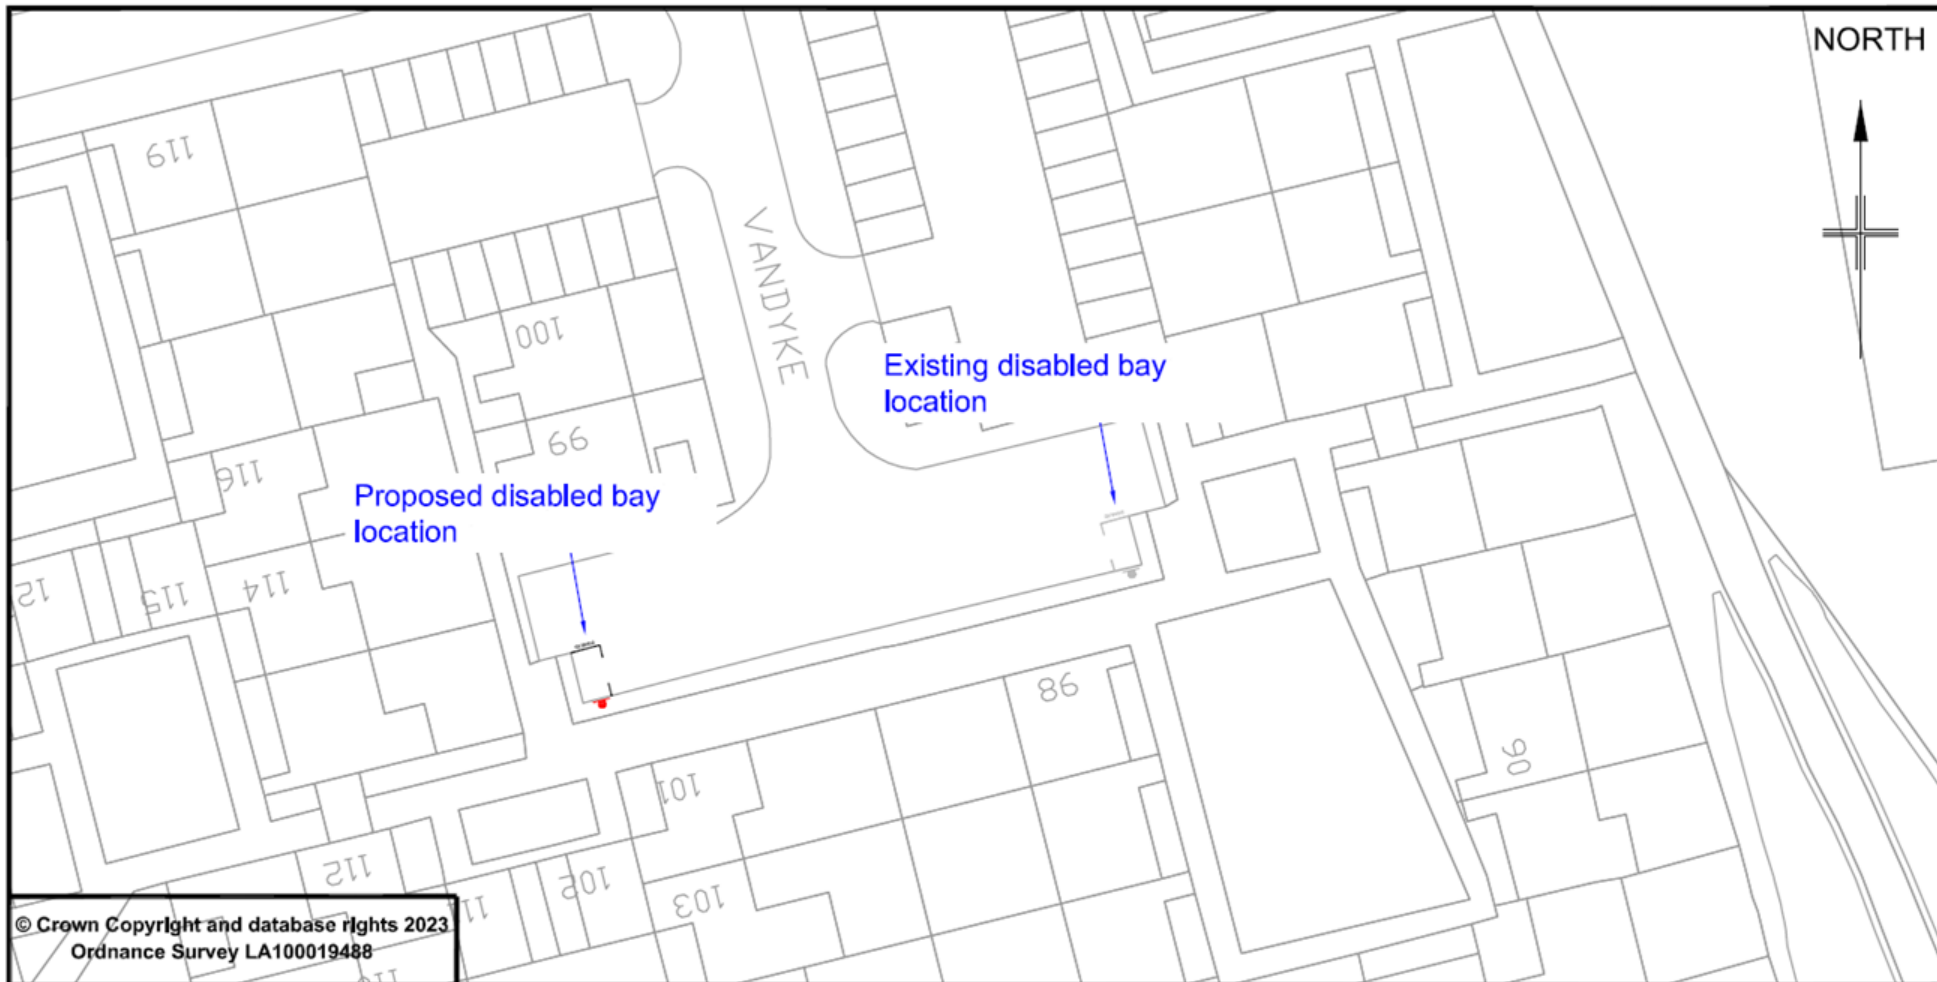 NORTH
119
VANDYKE
100
Existing disabled bay
location
99
116
Proposed disabled bay
location
115
114
98
90
101
112
102
103
© Crown Copyright and database rights 2023
Ordnance Survey LA100019488